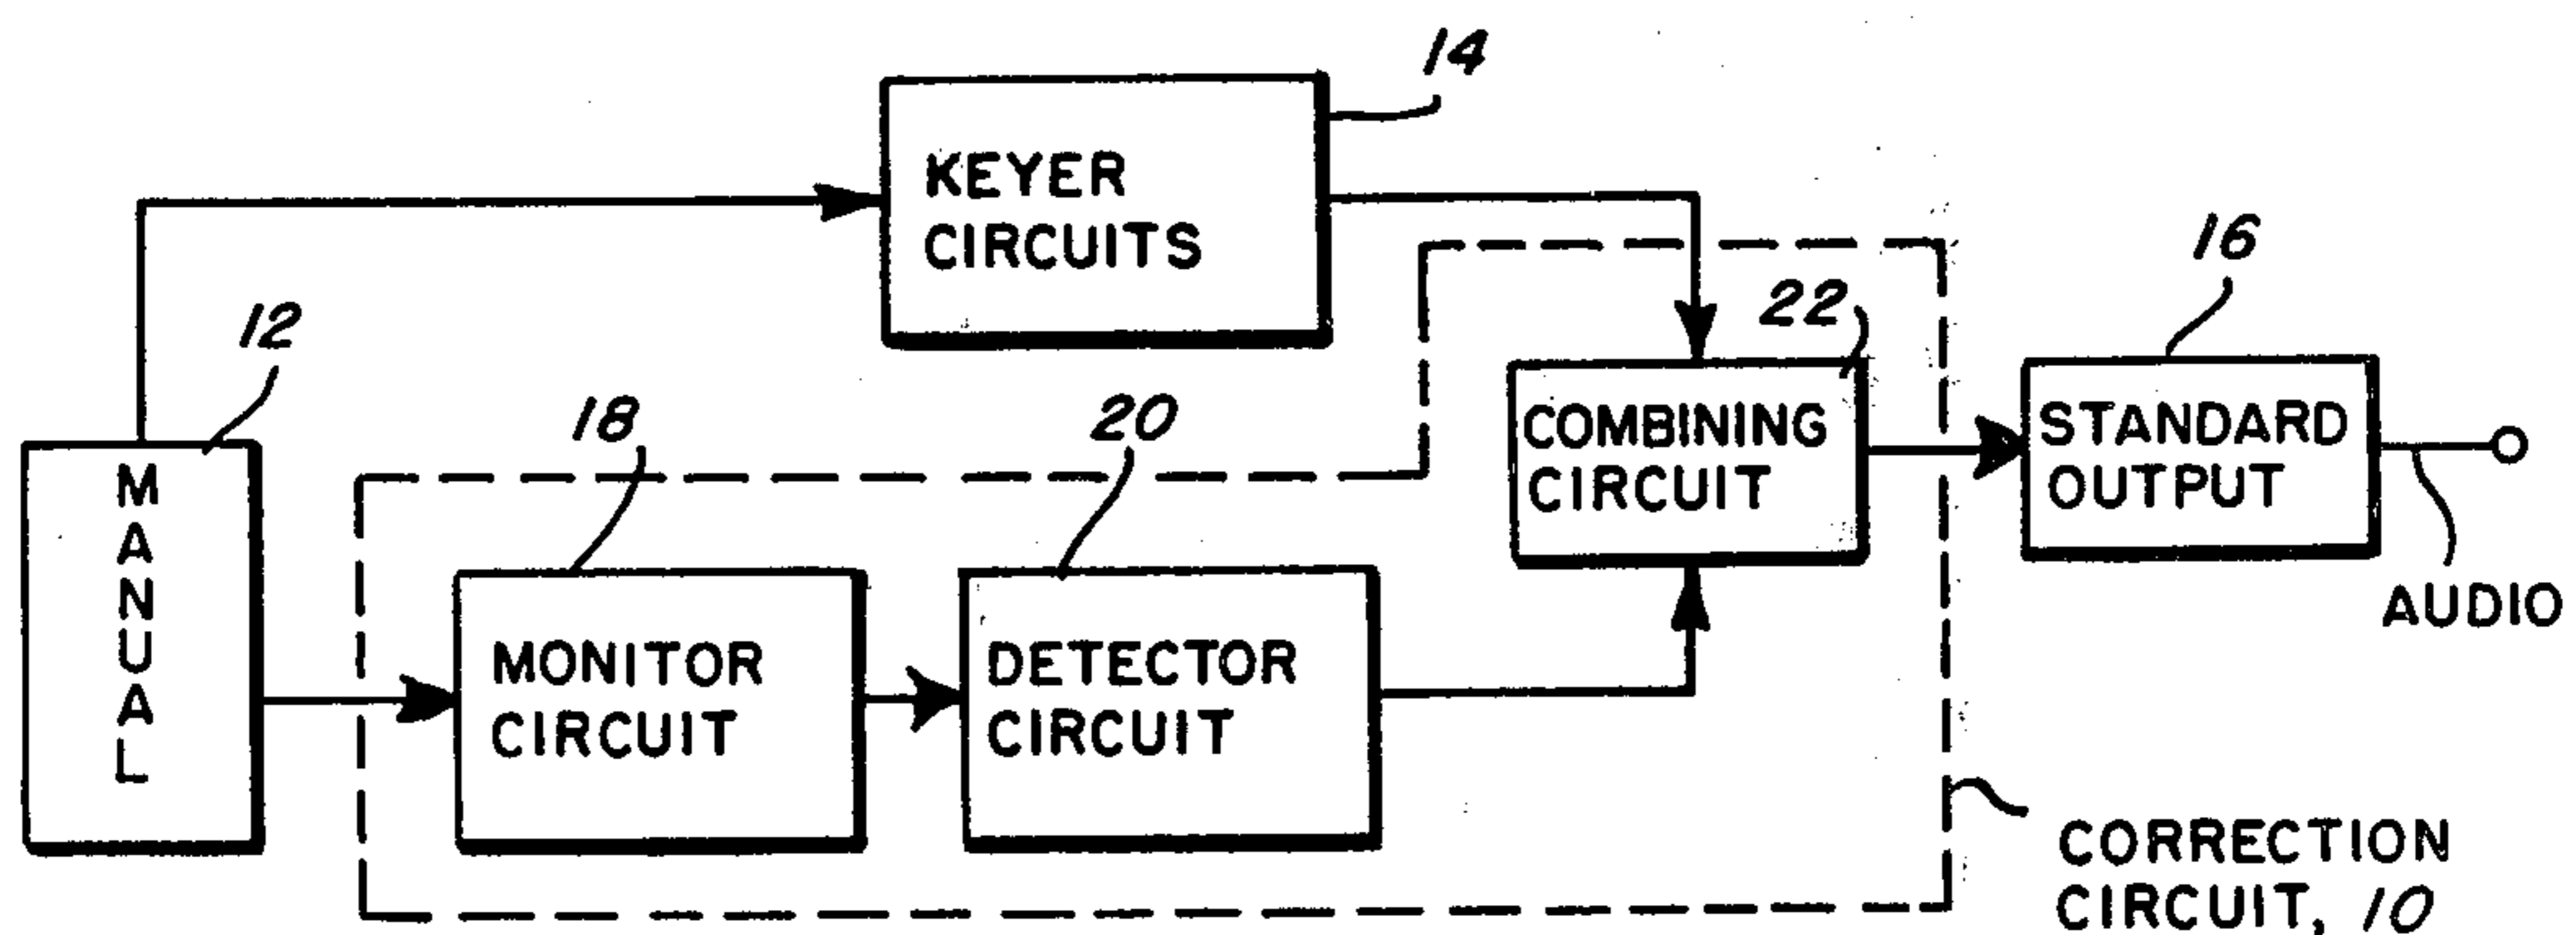 14
KEYER
CIRCUITS
16
22
12
18
20
COMBINING
CIRCUIT
STANDARD
OUTPUT
MANUAL
AUDIO
MONITOR
CIRCUIT
DETECTOR
CIRCUIT
CORRECTION
CIRCUIT, 10